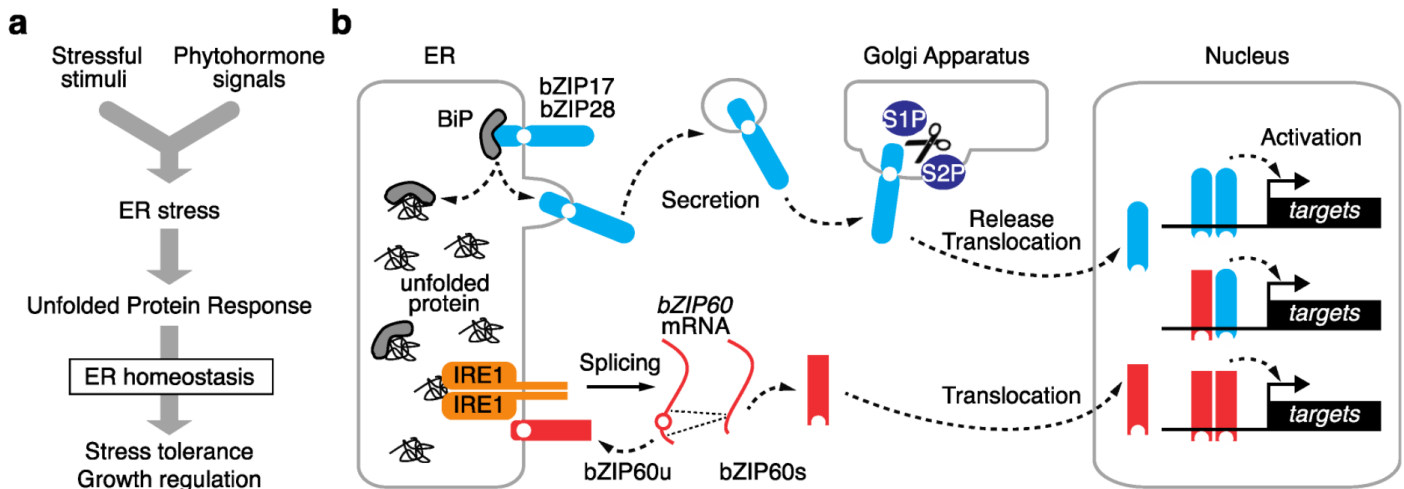 a
Stressful
stimuli
Phytohormone
signals
ER stress
Unfolded Protein Response
ER homeostasis
Stress tolerance
Growth regulation
b
ER
Golgi Apparatus
Nucleus
bZIP17
bZIP28
BiP
S1P
S2P
Activation
targets
Secretion
Release
Translocation
unfolded
protein
bZIP60
mRNA
targets
IRE1
IRE1
Splicing
Translocation
targets
bZIP60u
bZIP60s